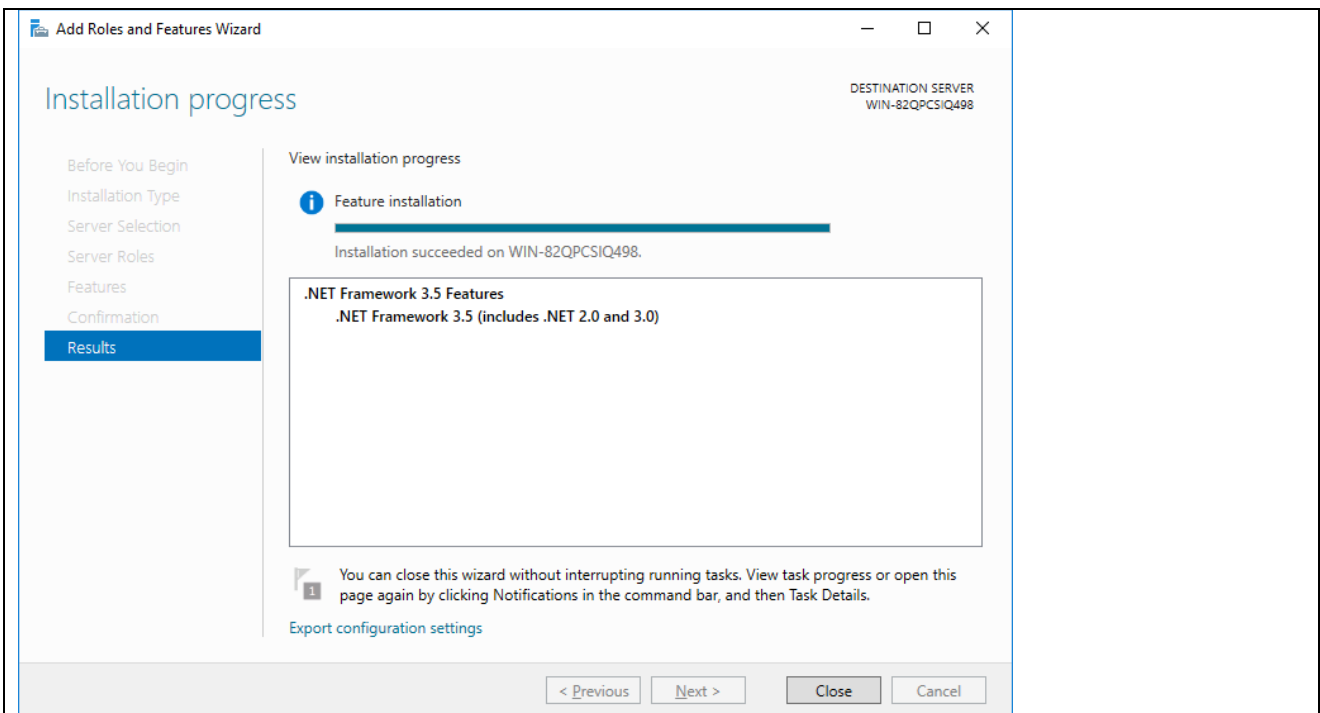 Add Roles and Features Wizard
Installation progress
DESTINATION SERVER
WIN-82QPCSIQ498
Before You Begin
Installation Type
Server Selection
Server Roles
Features
Confirmation
Results
View installation progress
Feature installation
Installation succeeded on WIN-82QPCSIQ498.
.NET Framework 3.5 Features
.NET Framework 3.5 (includes .NET 2.0 and 3.0)
1
You can close this wizard without interrupting running tasks. View task progress or open this
page again by clicking Notifications in the command bar, and then Task Details.
Export configuration settings
< Previous
Next >
Close
Cancel